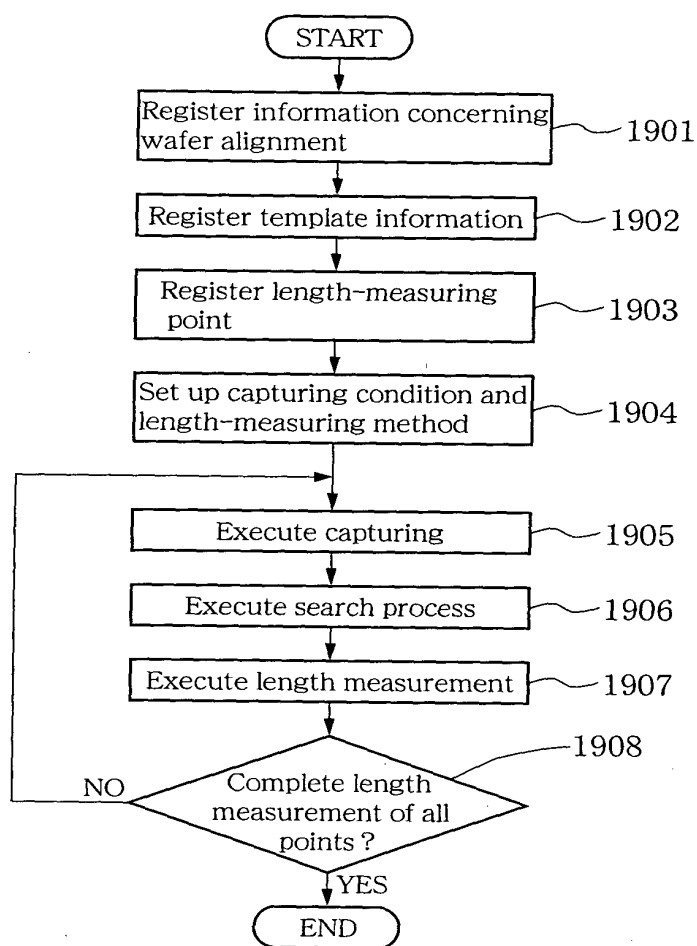 START
Register information concerning
wafer alignment
1901
Register template information
1902
Register length-measuring
point
1903
Set up capturing condition and
length-measuring method
1904
Execute capturing
1905
Execute search process
1906
Execute length measurement
1907
1908
Complete length
measurement of all
points ?
NO
YES
END